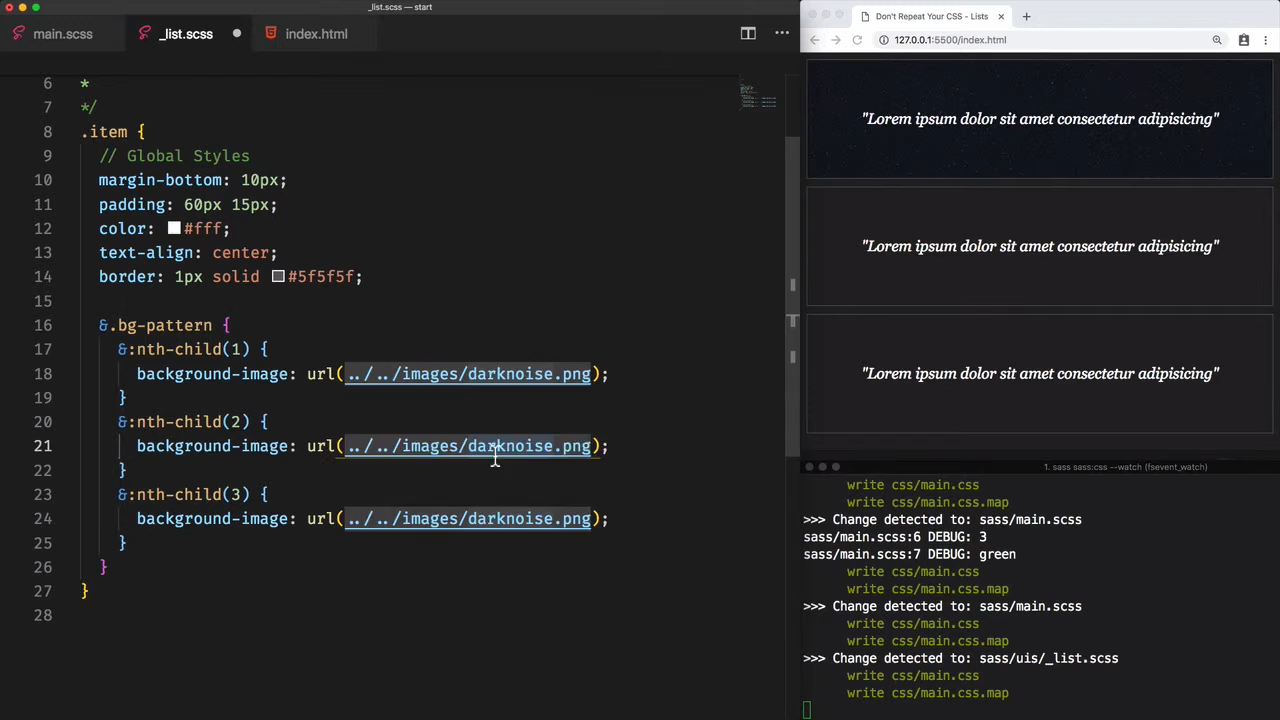 _list.scss — start
main.scss
_list.scss
index.html
6 *
7 */
8 .item {
9 // Global Styles
10 margin-bottom: 10px;
11 padding: 60px 15px;
12 color: #fff;
13 text-align: center;
14 border: 1px solid #5f5f5f;
15
16 &.bg-pattern {
17 &:nth-child(1) {
18 background-image: url(../../images/darknoise.png);
19 }
20 &:nth-child(2) {
21 background-image: url(../../images/darknoise.png);
22 }
23 &:nth-child(3) {
24 background-image: url(../../images/darknoise.png);
25 }
26 }
27 }
28
Don't Repeat Your CSS - Lists
127.0.0.1:5500/index.html
"Lorem ipsum dolor sit amet consectetur adipisicing"
"Lorem ipsum dolor sit amet consectetur adipisicing"
"Lorem ipsum dolor sit amet consectetur adipisicing"
1. sass sass:css --watch (fsevent_watch)
write css/main.css
write css/main.css.map
>>> Change detected to: sass/main.scss
sass/main.scss:6 DEBUG: 3
sass/main.scss:7 DEBUG: green
write css/main.css
write css/main.css.map
>>> Change detected to: sass/main.scss
write css/main.css
write css/main.css.map
>>> Change detected to: sass/uis/_list.scss
write css/main.css
write css/main.css.map